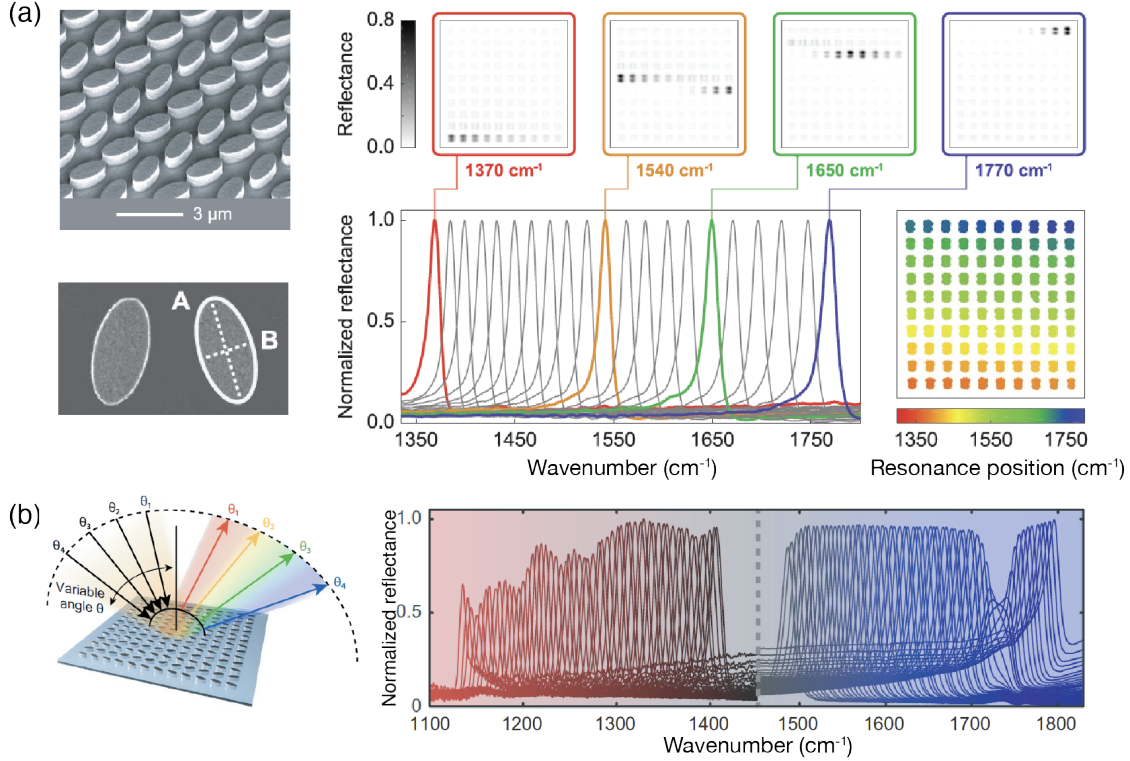 (a)
3 μm
A
B
Reflectance
0.8
0.4
0.0
1370 cm⁻¹
1540 cm⁻¹
1650 cm⁻¹
1770 cm⁻¹
Normalized reflectance
1.0
0.5
0.0
1350 1450 1550 1650 1750
Wavenumber (cm⁻¹)
1350 1550 1750
Resonance position (cm⁻¹)
(b)
θ₄ θ₃ θ₂ θ₁
θ₁ θ₂ θ₃ θ₄
Variable
angle θ
Normalized reflectance
1.0
0.5
0
1100 1200 1300 1400 1500 1600 1700 1800
Wavenumber (cm⁻¹)